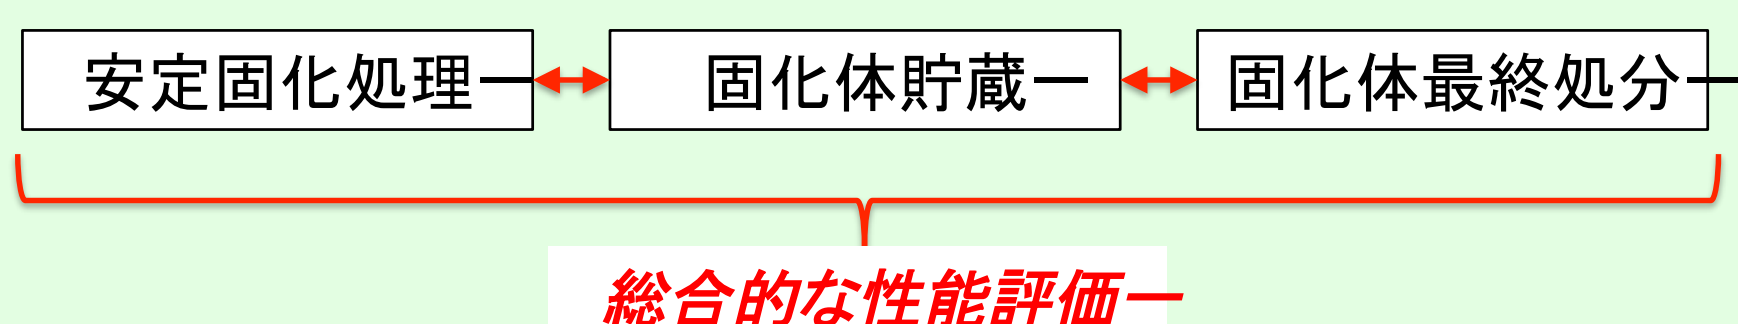 安定固化処理ー
固化体貯蔵ー
固化体最終処分ー
総合的な性能評価ー